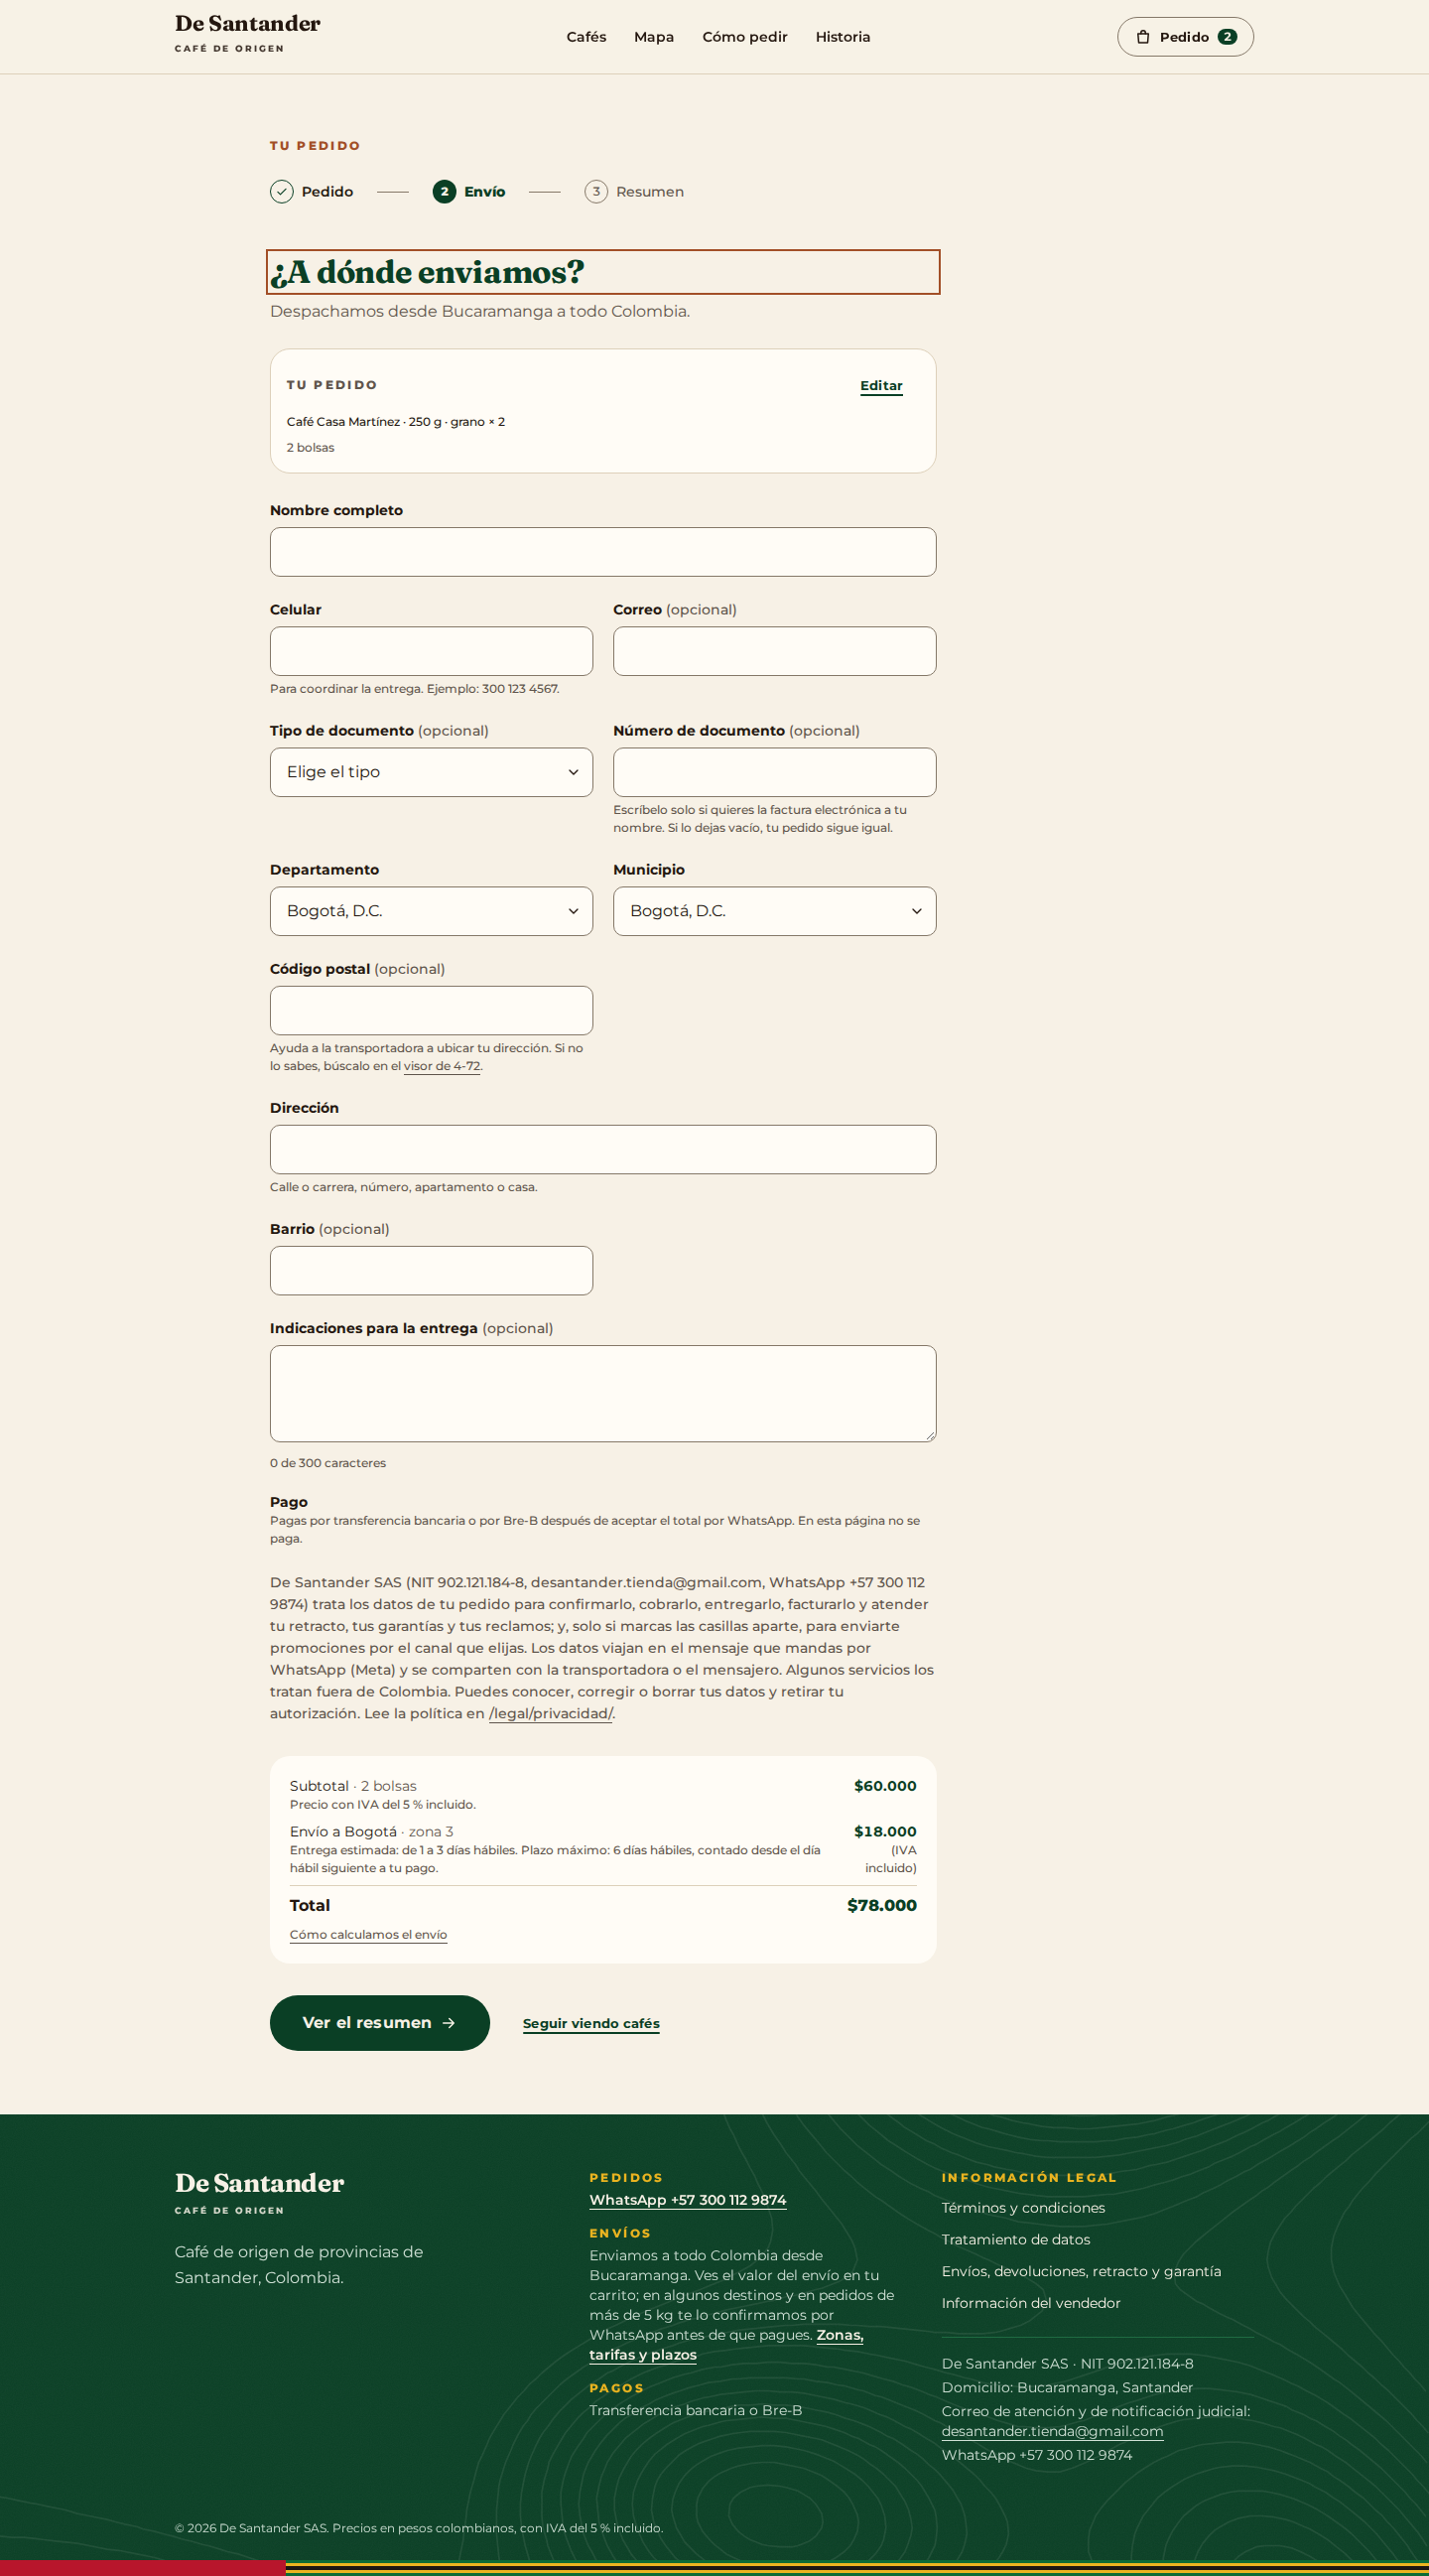 De Santander
CAFÉ DE ORIGEN
Cafés
Mapa
Cómo pedir
Historia
Pedido 2
TU PEDIDO
Pedido
2 Envío
3 Resumen
¿A dónde enviamos?
Despachamos desde Bucaramanga a todo Colombia.
TU PEDIDO
Editar
Café Casa Martínez · 250 g · grano × 2
2 bolsas
Nombre completo
Celular
Correo (opcional)
Para coordinar la entrega. Ejemplo: 300 123 4567.
Tipo de documento (opcional)
Número de documento (opcional)
Elige el tipo
Escríbelo solo si quieres la factura electrónica a tu
nombre. Si lo dejas vacío, tu pedido sigue igual.
Departamento
Municipio
Bogotá, D.C.
Bogotá, D.C.
Código postal (opcional)
Ayuda a la transportadora a ubicar tu dirección. Si no
lo sabes, búscalo en el visor de 4-72.
Dirección
Calle o carrera, número, apartamento o casa.
Barrio (opcional)
Indicaciones para la entrega (opcional)
0 de 300 caracteres
Pago
Pagas por transferencia bancaria o por Bre-B después de aceptar el total por WhatsApp. En esta página no se
paga.
De Santander SAS (NIT 902.121.184-8, desantander.tienda@gmail.com, WhatsApp +57 300 112
9874) trata los datos de tu pedido para confirmarlo, cobrarlo, entregarlo, facturarlo y atender
tu retracto, tus garantías y tus reclamos; y, solo si marcas las casillas aparte, para enviarte
promociones por el canal que elijas. Los datos viajan en el mensaje que mandas por
WhatsApp (Meta) y se comparten con la transportadora o el mensajero. Algunos servicios los
tratan fuera de Colombia. Puedes conocer, corregir o borrar tus datos y retirar tu
autorización. Lee la política en /legal/privacidad/.
Subtotal · 2 bolsas
$60.000
Precio con IVA del 5 % incluido.
Envío a Bogotá · zona 3
$18.000
Entrega estimada: de 1 a 3 días hábiles. Plazo máximo: 6 días hábiles, contado desde el día
hábil siguiente a tu pago.
(IVA
incluido)
Total
$78.000
Cómo calculamos el envío
Ver el resumen →
Seguir viendo cafés
De Santander
CAFÉ DE ORIGEN
Café de origen de provincias de
Santander, Colombia.
PEDIDOS
WhatsApp +57 300 112 9874
ENVÍOS
Enviamos a todo Colombia desde
Bucaramanga. Ves el valor del envío en tu
carrito; en algunos destinos y en pedidos de
más de 5 kg te lo confirmamos por
WhatsApp antes de que pagues. Zonas,
tarifas y plazos
PAGOS
Transferencia bancaria o Bre-B
INFORMACIÓN LEGAL
Términos y condiciones
Tratamiento de datos
Envíos, devoluciones, retracto y garantía
Información del vendedor
De Santander SAS · NIT 902.121.184-8
Domicilio: Bucaramanga, Santander
Correo de atención y de notificación judicial:
desantander.tienda@gmail.com
WhatsApp +57 300 112 9874
© 2026 De Santander SAS. Precios en pesos colombianos, con IVA del 5 % incluido.